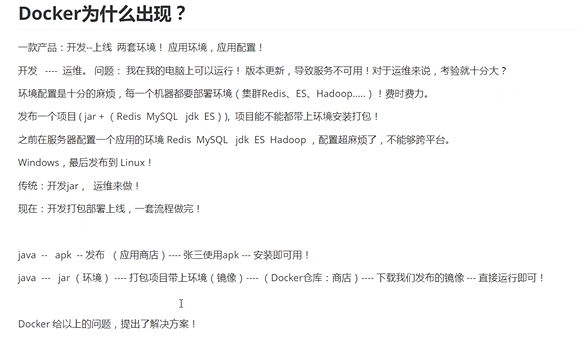 Docker为什么出现？
一款产品：开发--上线 两套环境！ 应用环境，应用配置！
开发 ---- 运维。 问题： 我在我的电脑上可以运行！ 版本更新，导致服务不可用！对于运维来说，考验就十分大？
环境配置是十分的麻烦，每一个机器都要部署环境（集群Redis、ES、Hadoop.....）！费时费力。
发布一个项目 ( jar + （ Redis MySQL jdk ES ) )，项目能不能都带上环境安装打包！
之前在服务器配置一个应用的环境 Redis MySQL jdk ES Hadoop ，配置超麻烦了，不能够跨平台。
Windows，最后发布到 Linux！
传统：开发jar， 运维来做！
现在：开发打包部署上线，一套流程做完！
java -- apk -- 发布 （应用商店）---- 张三使用apk --- 安装即可用！
java --- jar（环境） ---- 打包项目带上环境（镜像）----（ Docker仓库：商店）---- 下载我们发布的镜像 --- 直接运行即可！
Docker 给以上的问题，提出了解决方案！